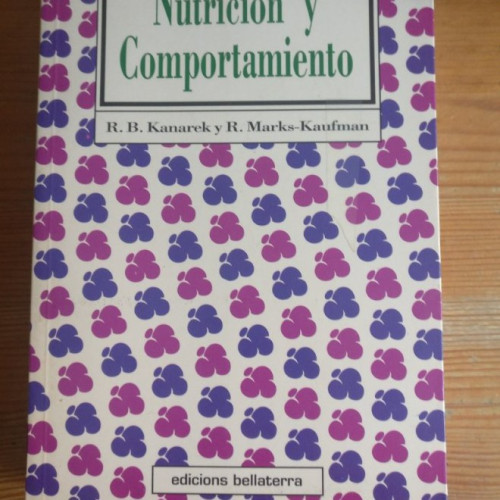 Nutrición y
Comportamiento
R. B. Kanarek y R. Marks-Kaufman
edicions bellaterra